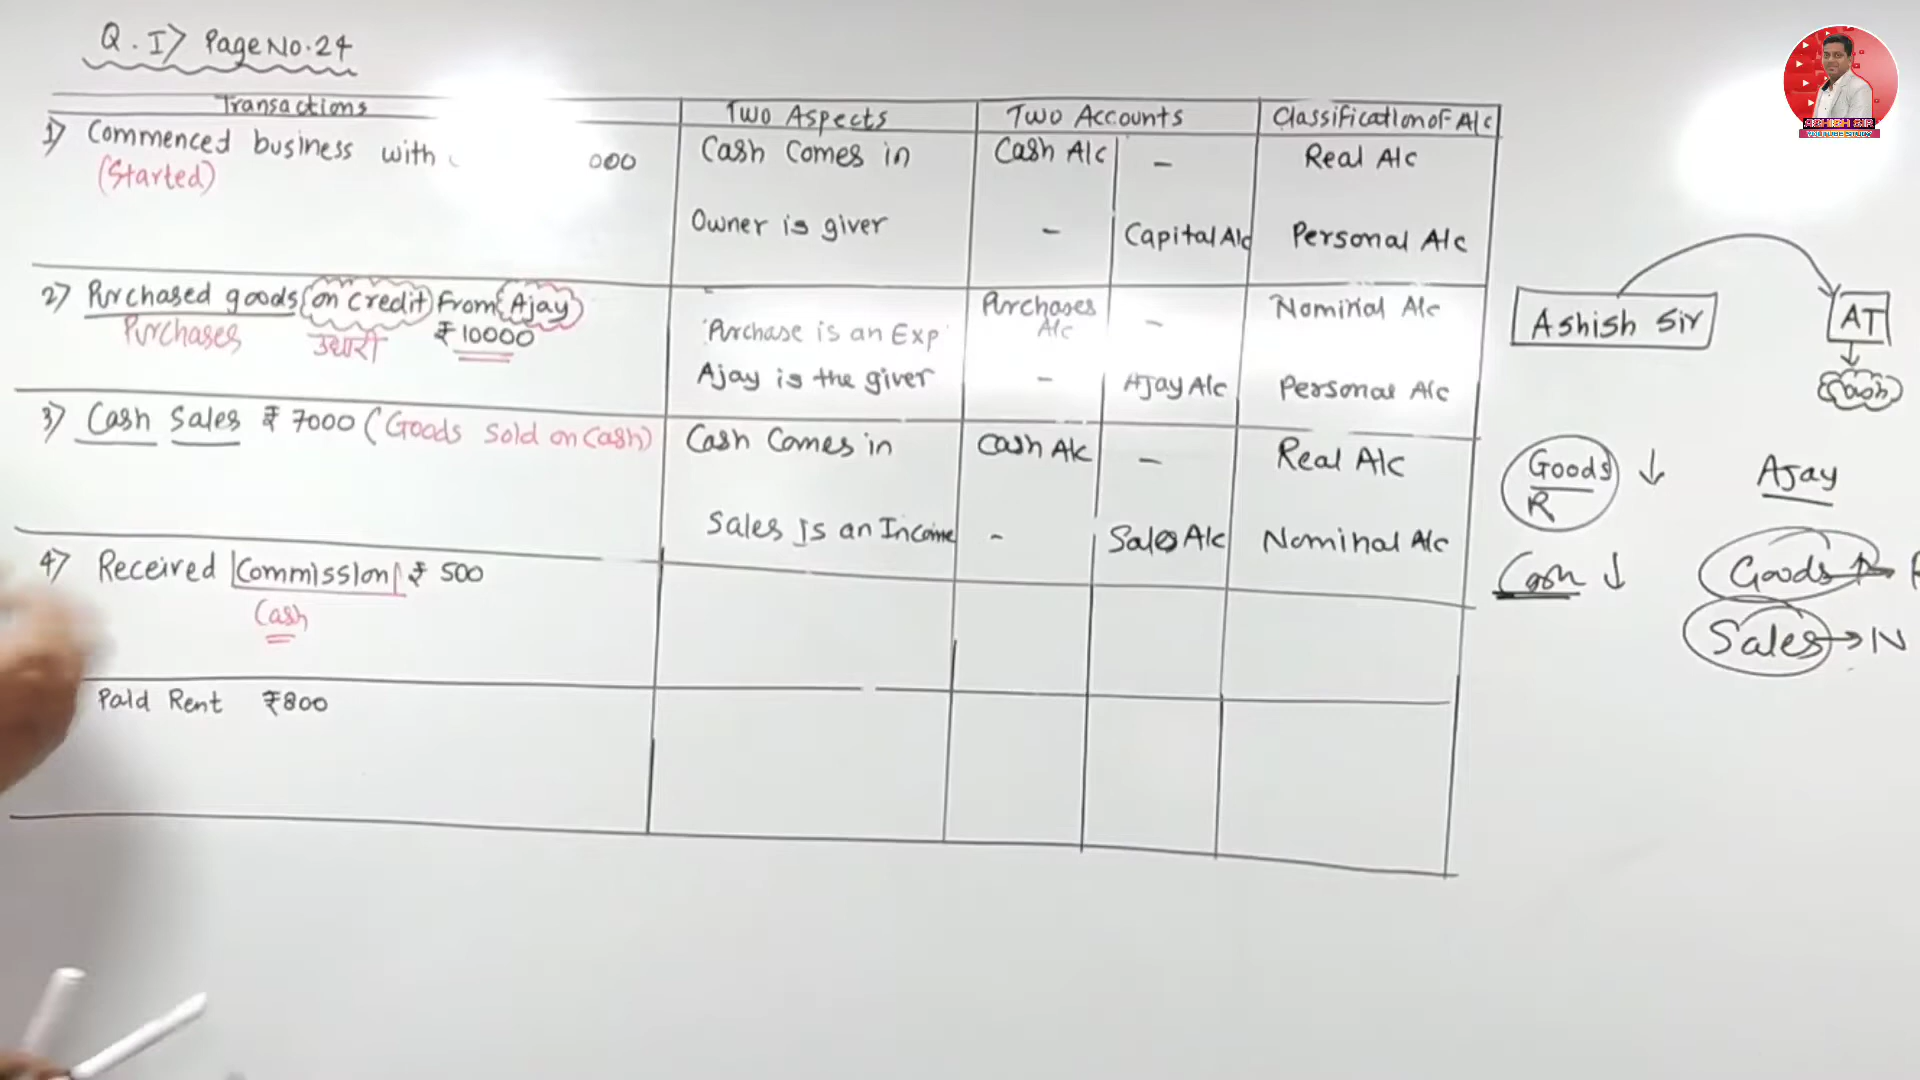 Q. I> Page No. 24
Transactions
Two Aspects
Two Accounts
Classification of A/c
1) Commenced business with 000
(Started)
Cash Comes in
Cash A/c
-
Real A/c
Owner is giver
-
Capital A/c
Personal A/c
2) Purchased goods on credit From Ajay
Purchases
उधारी
₹ 10000
Purchase is an Exp
Purchases
A/c
-
Nominal A/c
Ajay is the giver
-
Ajay A/c
Personal A/c
3) Cash Sales ₹ 7000 (Goods Sold on Cash)
Cash Comes in
Cash A/c
-
Real A/c
Sales Is an Income
-
Sales A/c
Nominal A/c
4) Received Commission ₹ 500
Cash
Paid Rent ₹800
Ashish Sir
AT
Cash
Goods ↓
R
Ajay
Cash ↓
Goods
Sales → N
ASHISH SIR